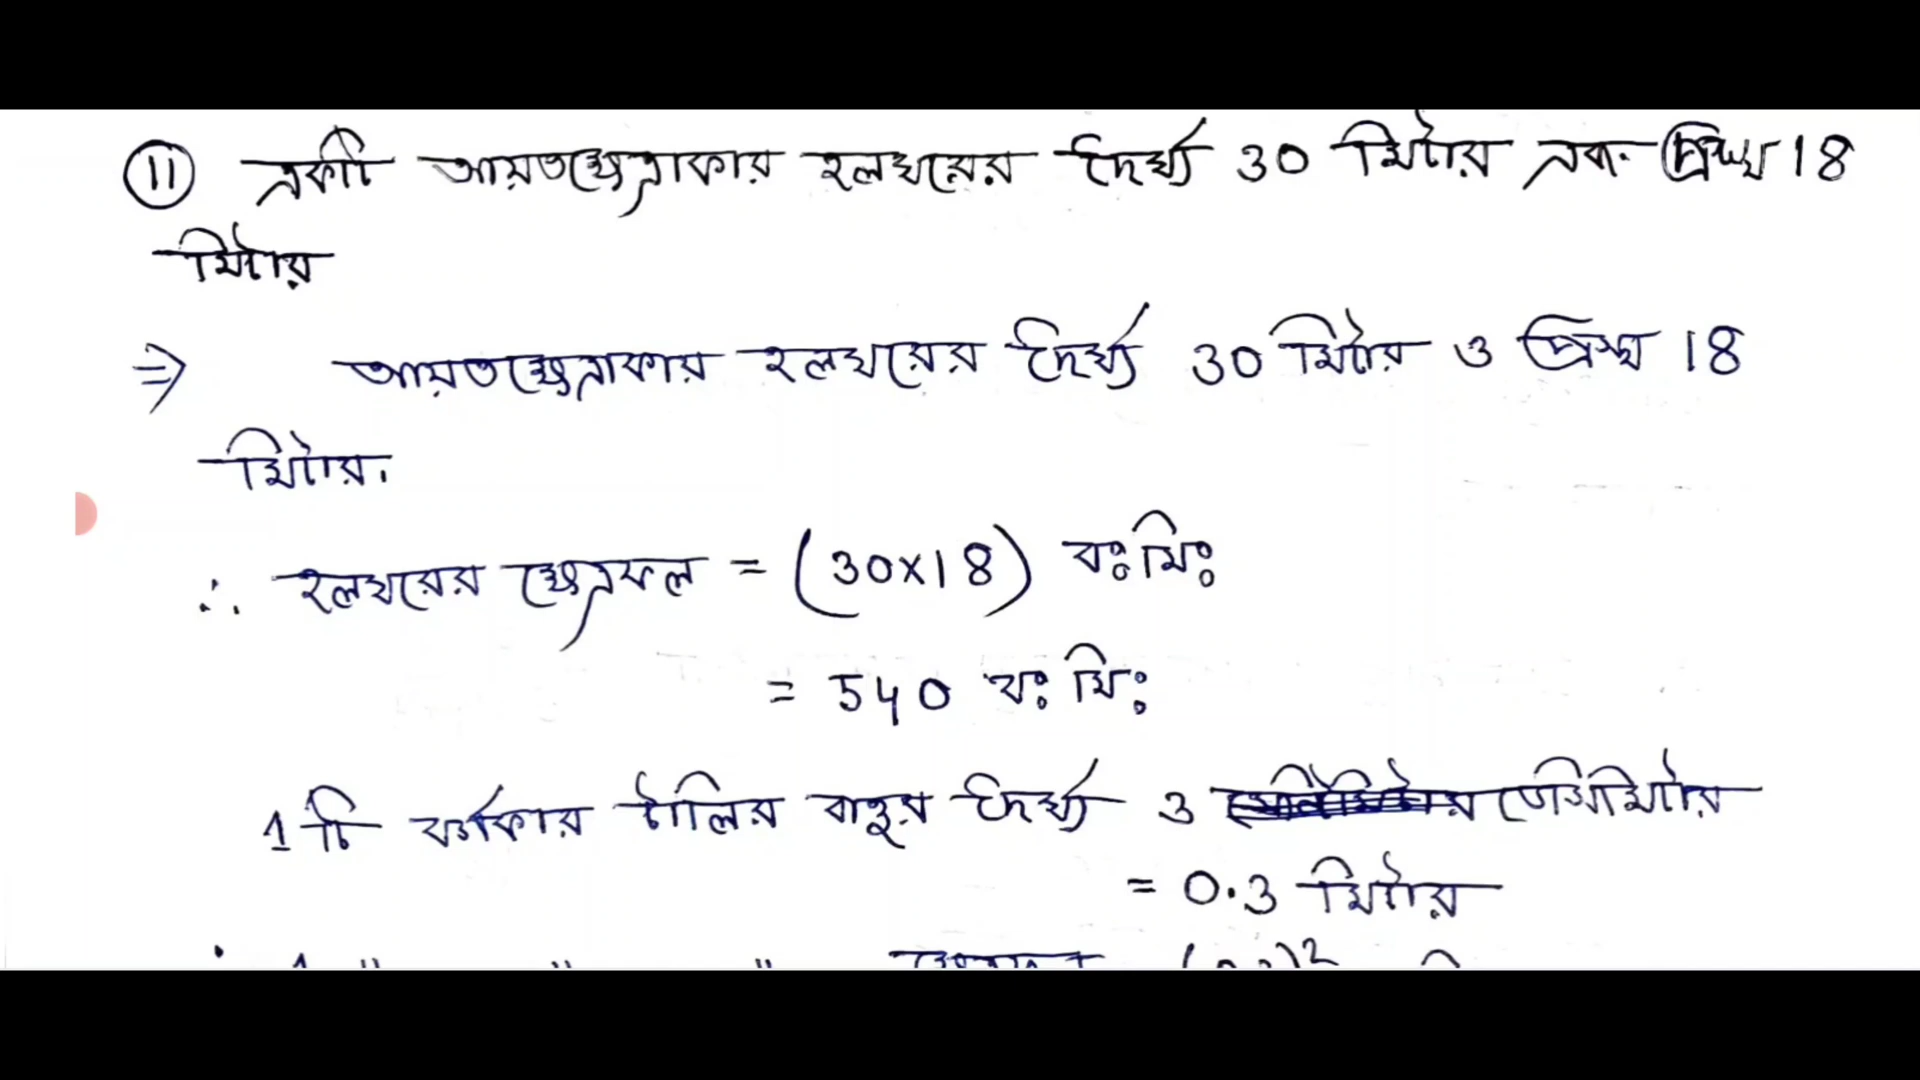 11 একটি আয়তক্ষেত্রাকার হলঘরের দৈর্ঘ্য 30 মিটার এবং প্রস্থ 18
মিটার
⇒ আয়তক্ষেত্রাকার হলঘরের দৈর্ঘ্য 30 মিটার ও প্রস্থ 18
মিটার.
∴ হলঘরের ক্ষেত্রফল = (30×18) বঃমিঃ
= 540 বঃ মিঃ
1টি বর্গাকার টালির বাহুর দৈর্ঘ্য 3 ডেসিমিটার
= 0.3 মিটার